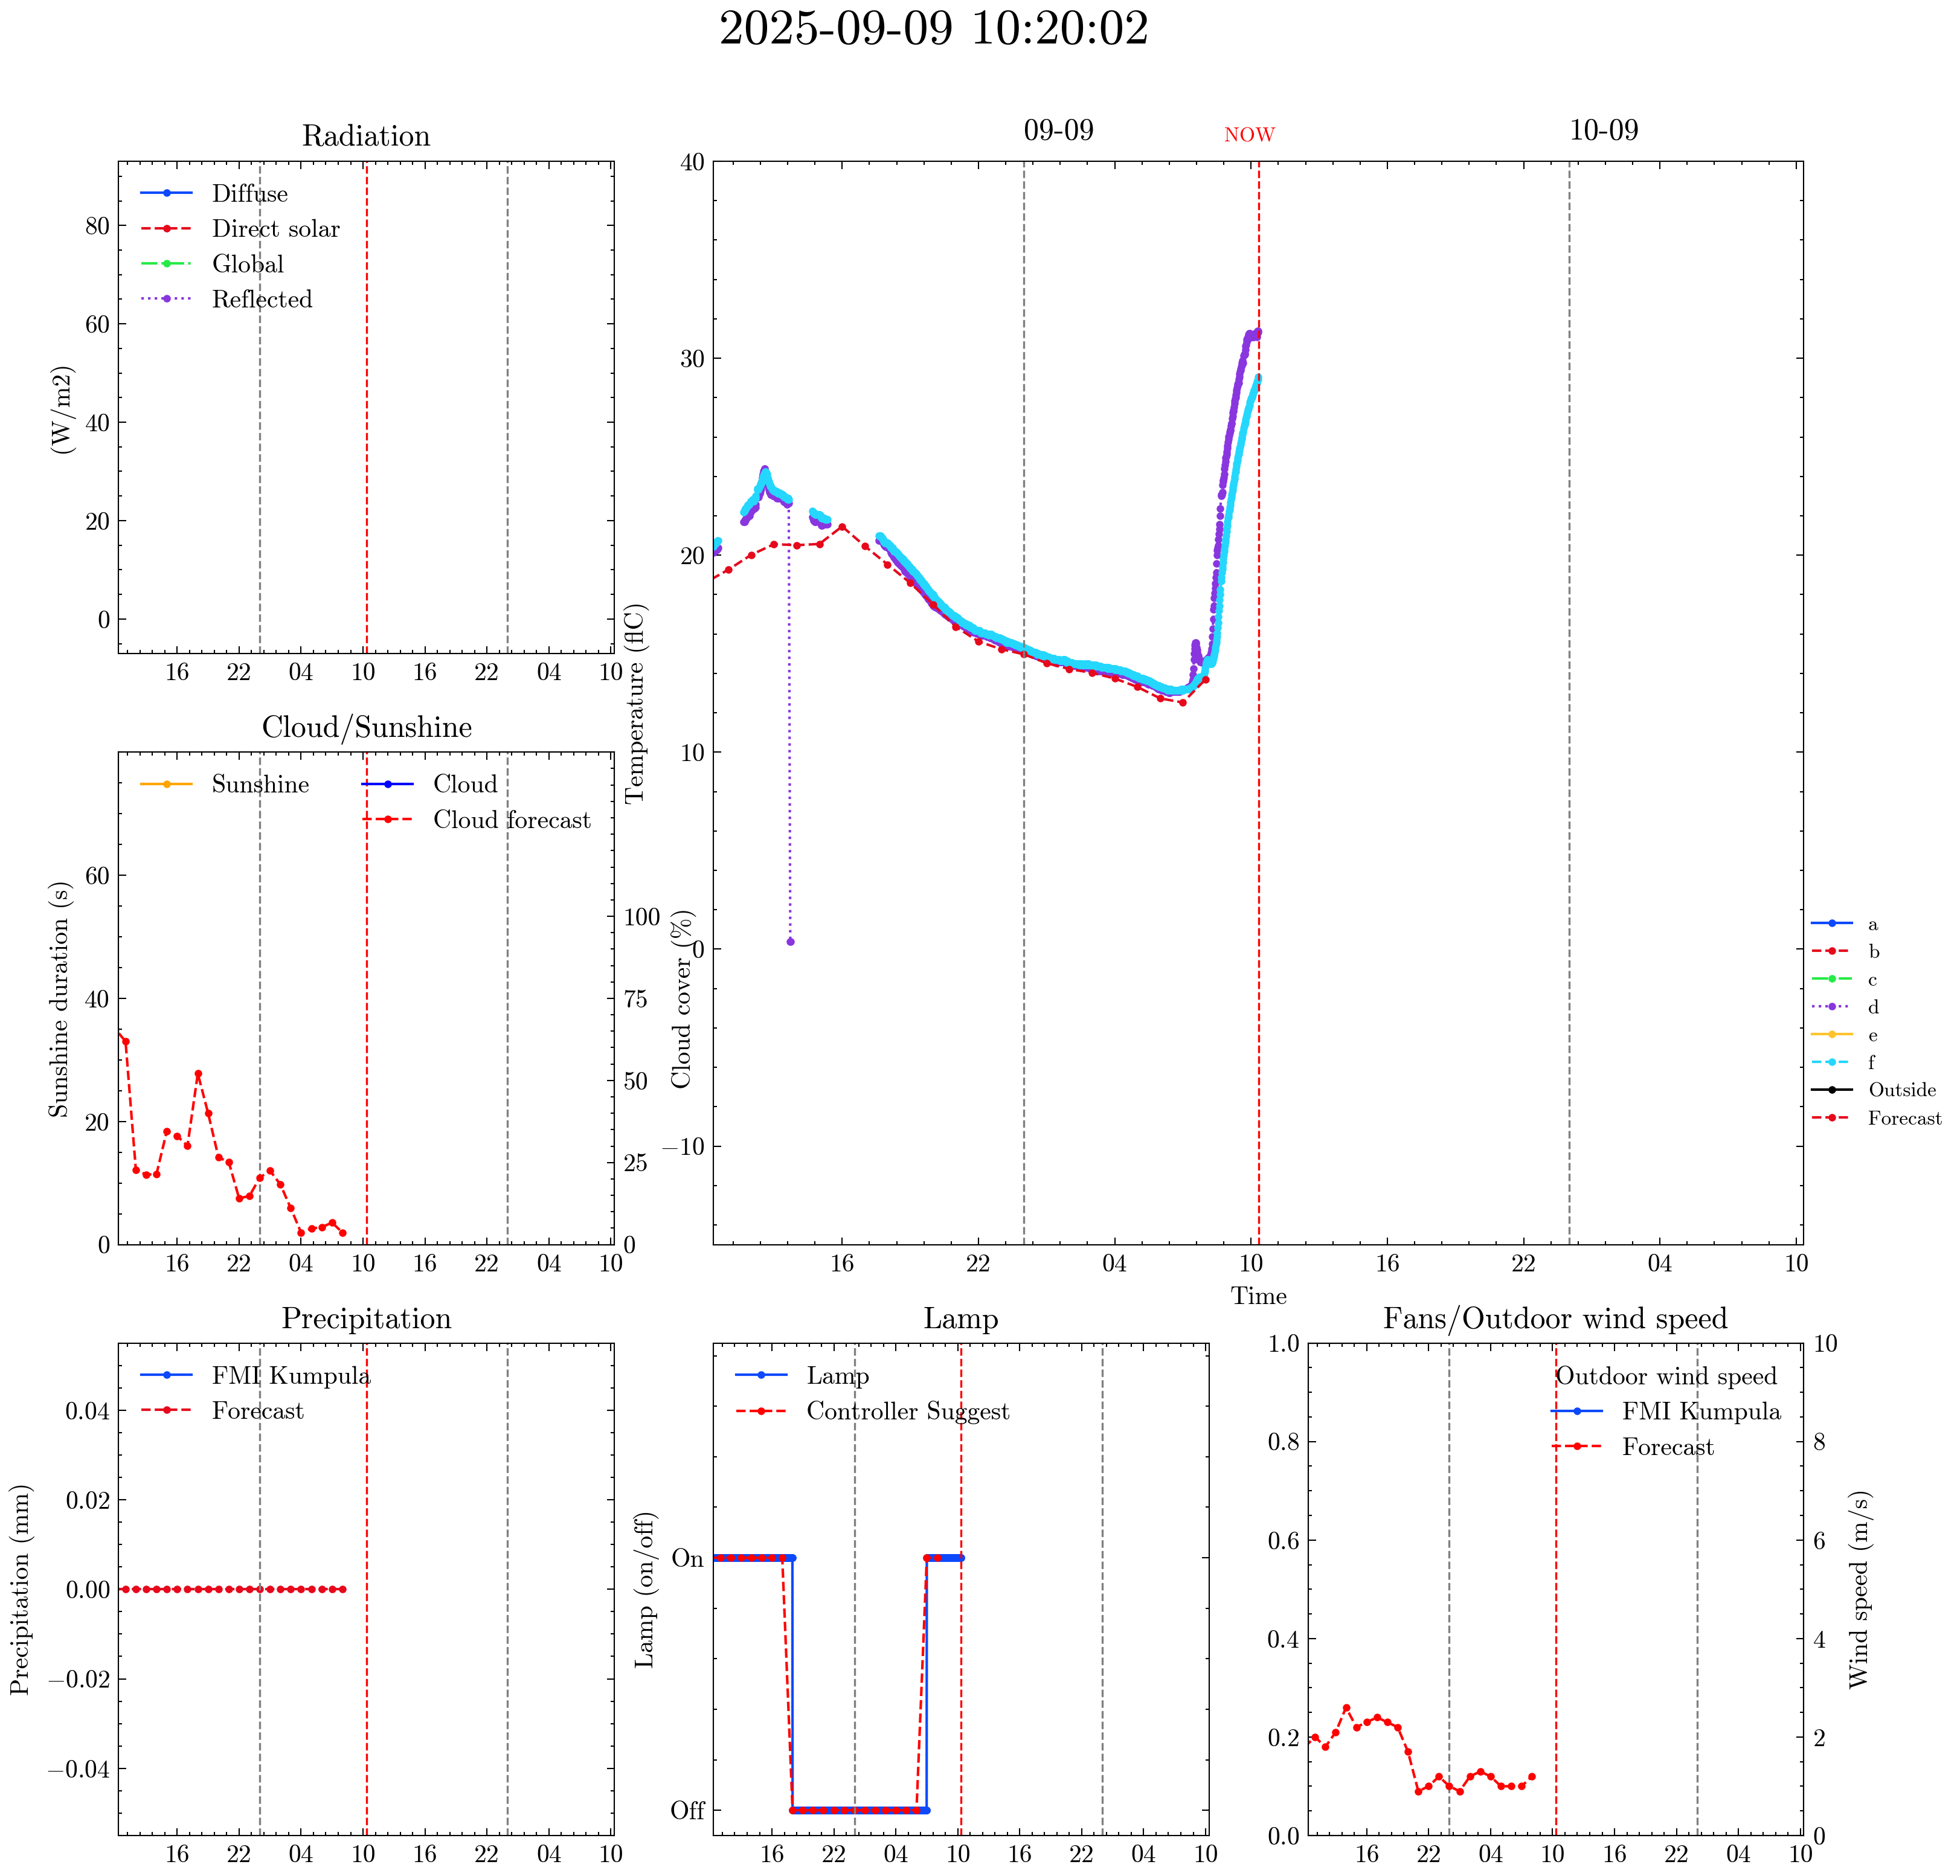 2025-09-09 10:20:02
Radiation
Diffuse
Direct solar
Global
Reflected
(W/m2)
80
60
40
20
0
16 22 04 10 16 22 04 10
09-09 NOW 10-09
40
30
20
10
0
−10
Temperature (flC)
16 22 04 10 16 22 04 10
Time
a
b
c
d
e
f
Outside
Forecast
Cloud/Sunshine
Sunshine Cloud
Cloud forecast
Sunshine duration (s)
60
40
20
0
100
75
50
25
0
Cloud cover (%)
16 22 04 10 16 22 04 10
Precipitation
FMI Kumpula
Forecast
Precipitation (mm)
0.04
0.02
0.00
−0.02
−0.04
16 22 04 10 16 22 04 10
Lamp
Lamp
Controller Suggest
Lamp (on/off)
On
Off
16 22 04 10 16 22 04 10
Fans/Outdoor wind speed
Outdoor wind speed
FMI Kumpula
Forecast
1.0
0.8
0.6
0.4
0.2
0.0
10
8
6
4
2
0
Wind speed (m/s)
16 22 04 10 16 22 04 10